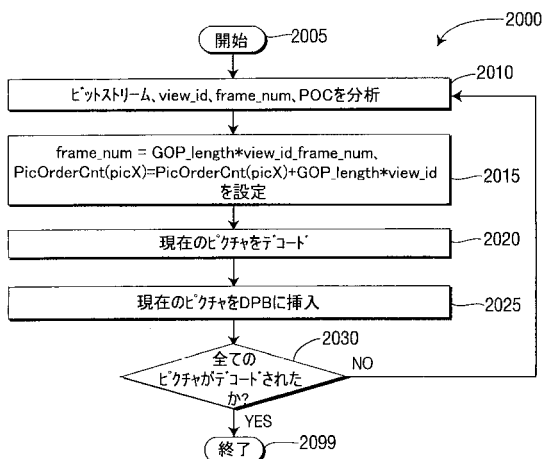 2000
開始
2005
2010
ビットストリーム、view_id、frame_num、POCを分析
frame_num = GOP_length*view_id_frame_num、
PicOrderCnt(picX)=PicOrderCnt(picX)+GOP_length*view_id
を設定
2015
現在のピクチャをデコード
2020
現在のピクチャをDPBに挿入
2025
2030
全ての
ピクチャがデコードされた
か?
NO
YES
終了
2099